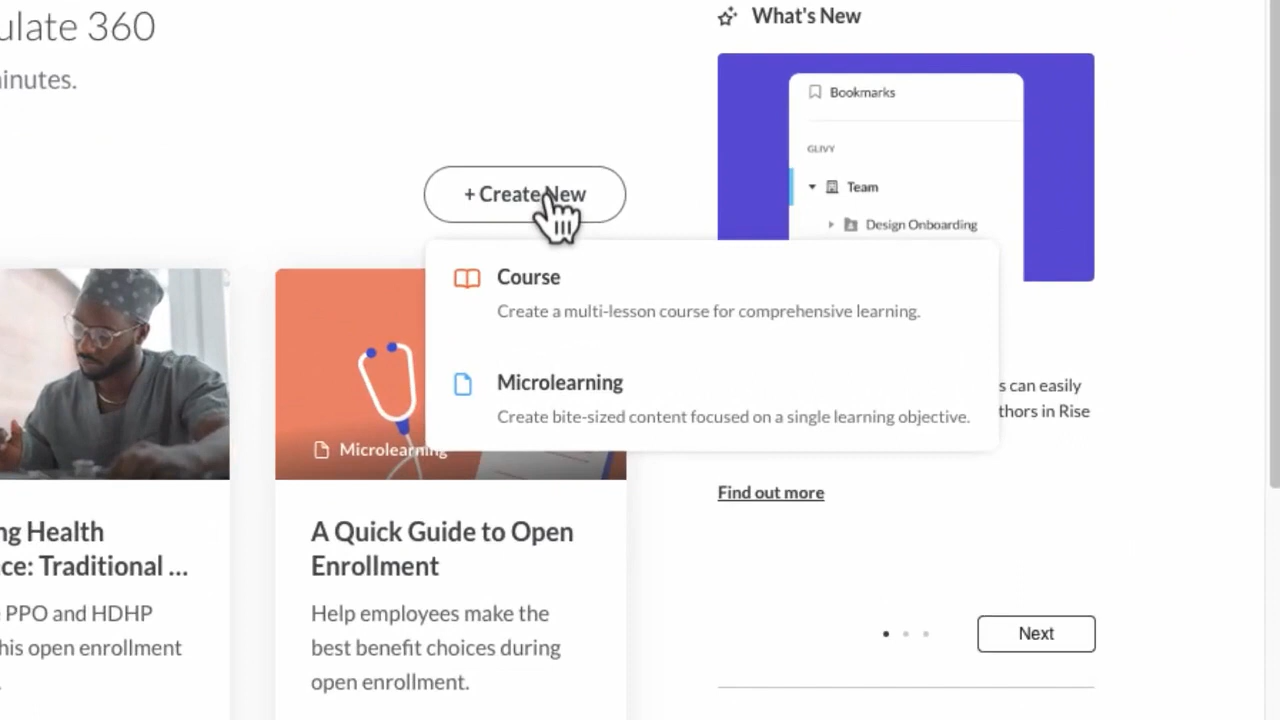 ulate 360
inutes.
+ Create New
Course
Create a multi-lesson course for comprehensive learning.
Microlearning
Create bite-sized content focused on a single learning objective.
Microlearning
ng Health
ce: Traditional ...
PPO and HDHP
his open enrollment
A Quick Guide to Open
Enrollment
Help employees make the
best benefit choices during
open enrollment.
What's New
Bookmarks
GLIVY
Team
Design Onboarding
s can easily
thors in Rise
Find out more
Next